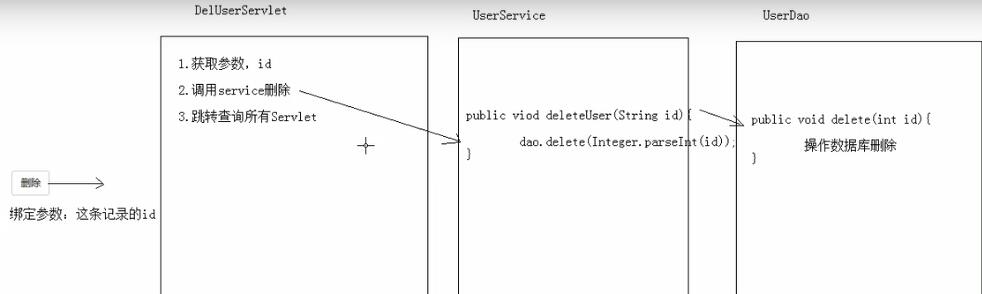 DelUserServlet
UserService
UserDao
1.获取参数，id
2.调用service删除
3.跳转查询所有Servlet
public viod deleteUser(String id){
dao.delete(Integer.parseInt(id));
}
public void delete(int id){
操作数据库删除
}
删除
绑定参数：这条记录的id